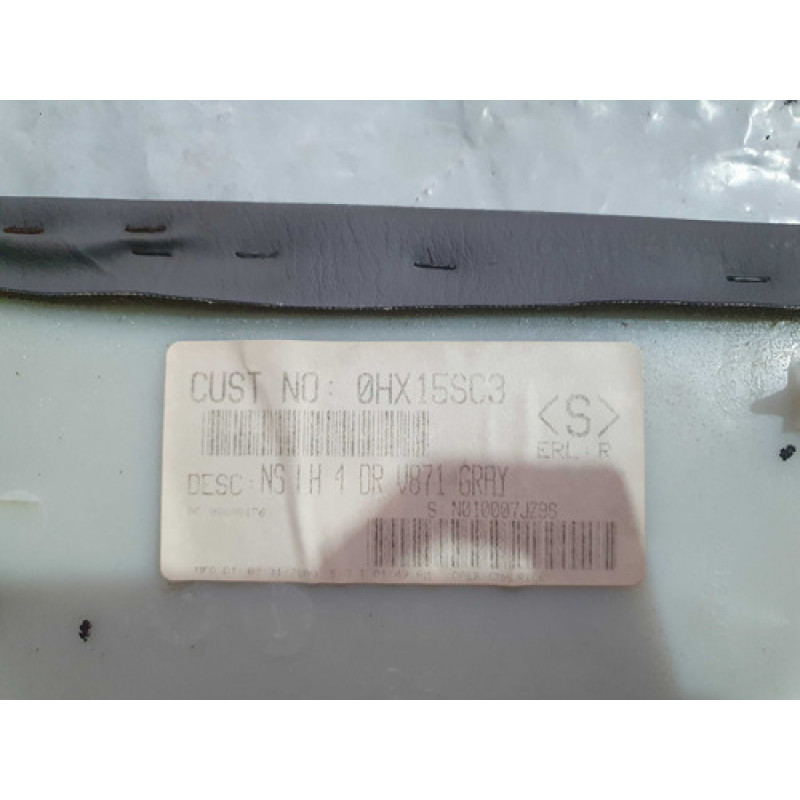 CUST NO: 0HX15SC3
<S>
ERL: R
DESC: NS LH 4 DR V871 GRAY
S N010007JZ9S